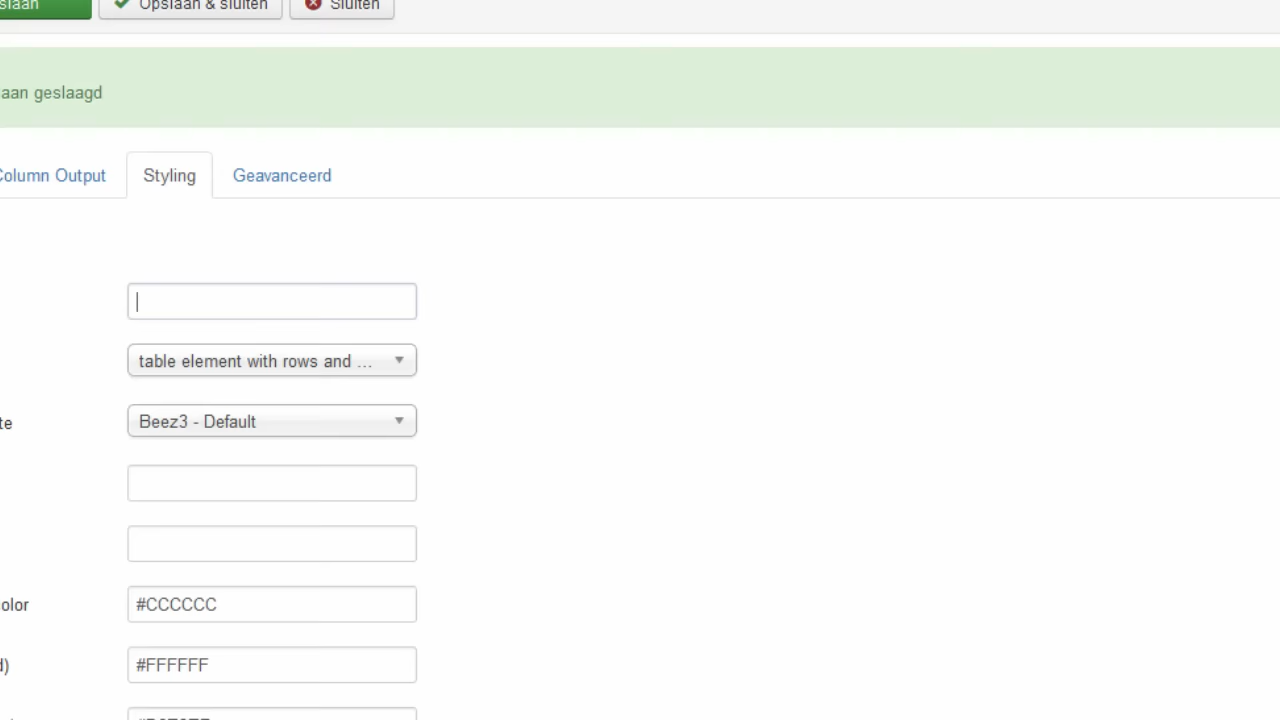 slaan Opslaan & sluiten Sluiten
aan geslaagd
Column Output Styling Geavanceerd
table element with rows and ...
te Beez3 - Default
olor #CCCCCC
d) #FFFFFF